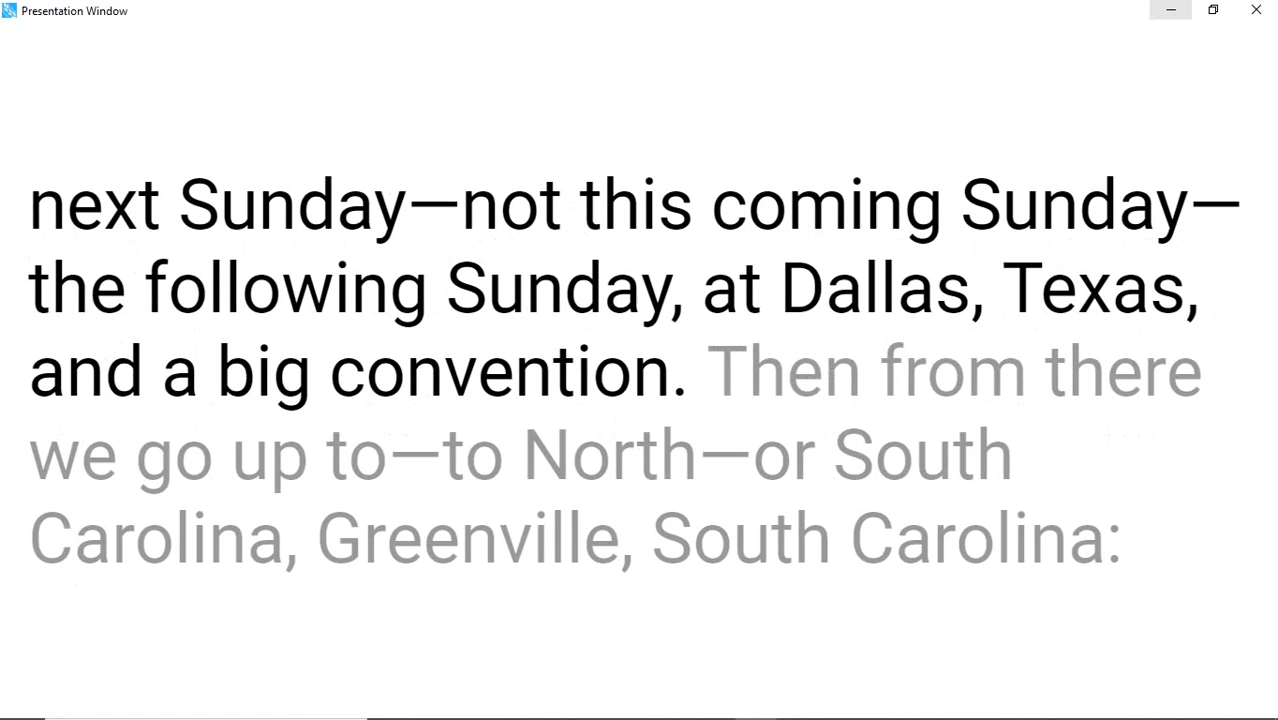 Presentation Window
next Sunday—not this coming Sunday—
the following Sunday, at Dallas, Texas,
and a big convention. Then from there
we go up to—to North—or South
Carolina, Greenville, South Carolina: